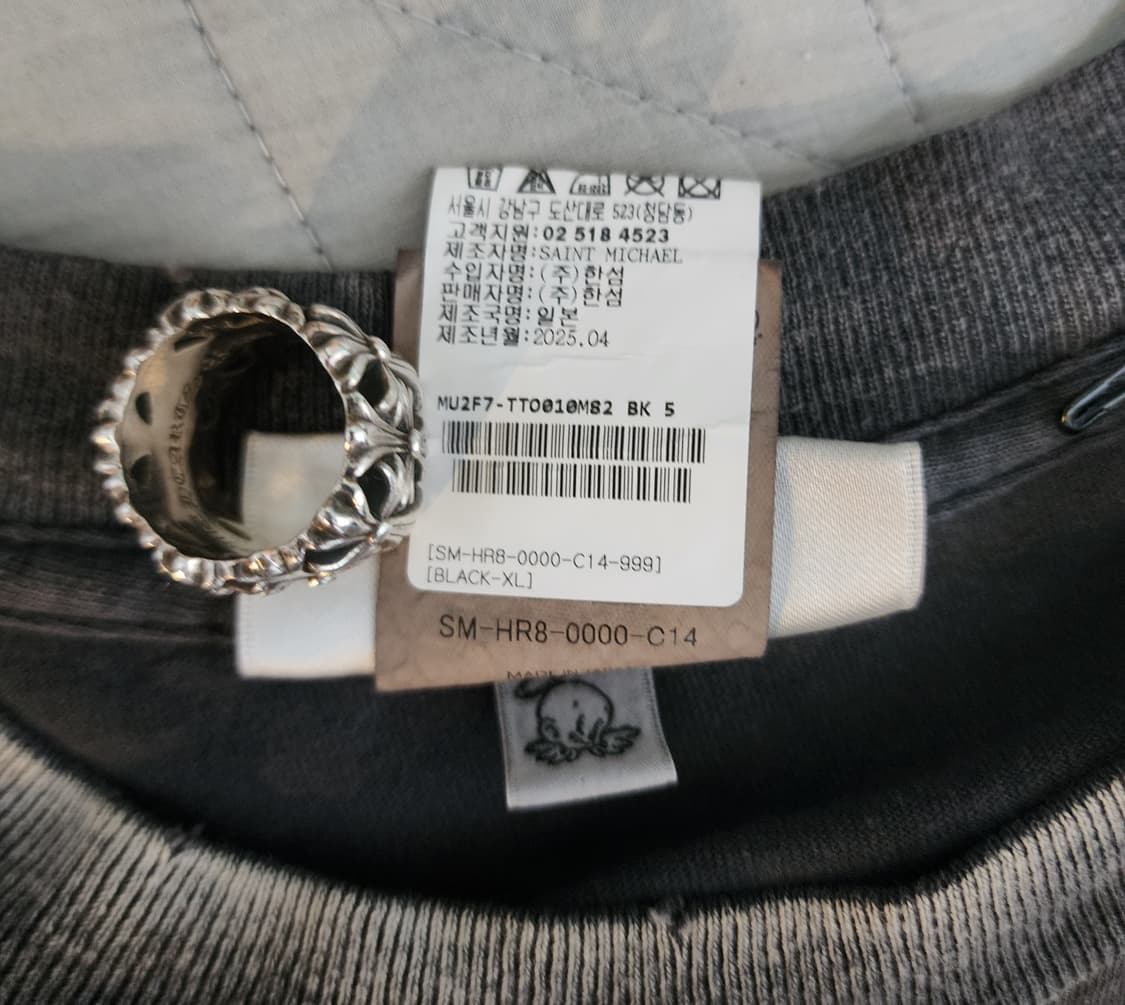 서울시 강남구 도산대로 523(청담동)
고객지원:02 518 4523
제조자명:SAINT MICHAEL
수입자명:(주)한섬
판매자명:(주)한섬
제조국명:일본
제조년월:2025.04
MU2F7-TTO010M82 BK 5
[SM-HR8-0000-C14-999]
[BLACK-XL]
SM-HR8-0000-C14
MADE IN